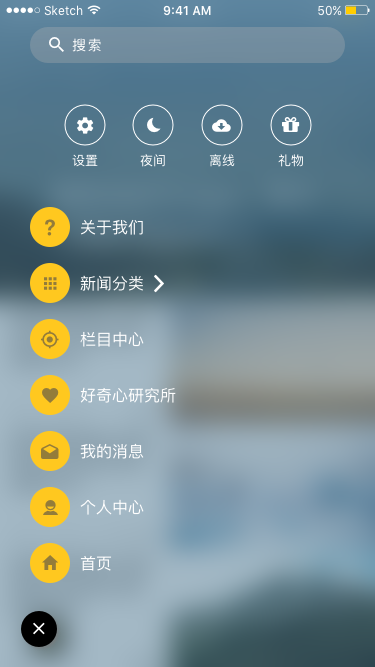 Sketch 9:41 AM 50%
搜索
设置 夜间 离线 礼物
关于我们
新闻分类
栏目中心
好奇心研究所
我的消息
个人中心
首页